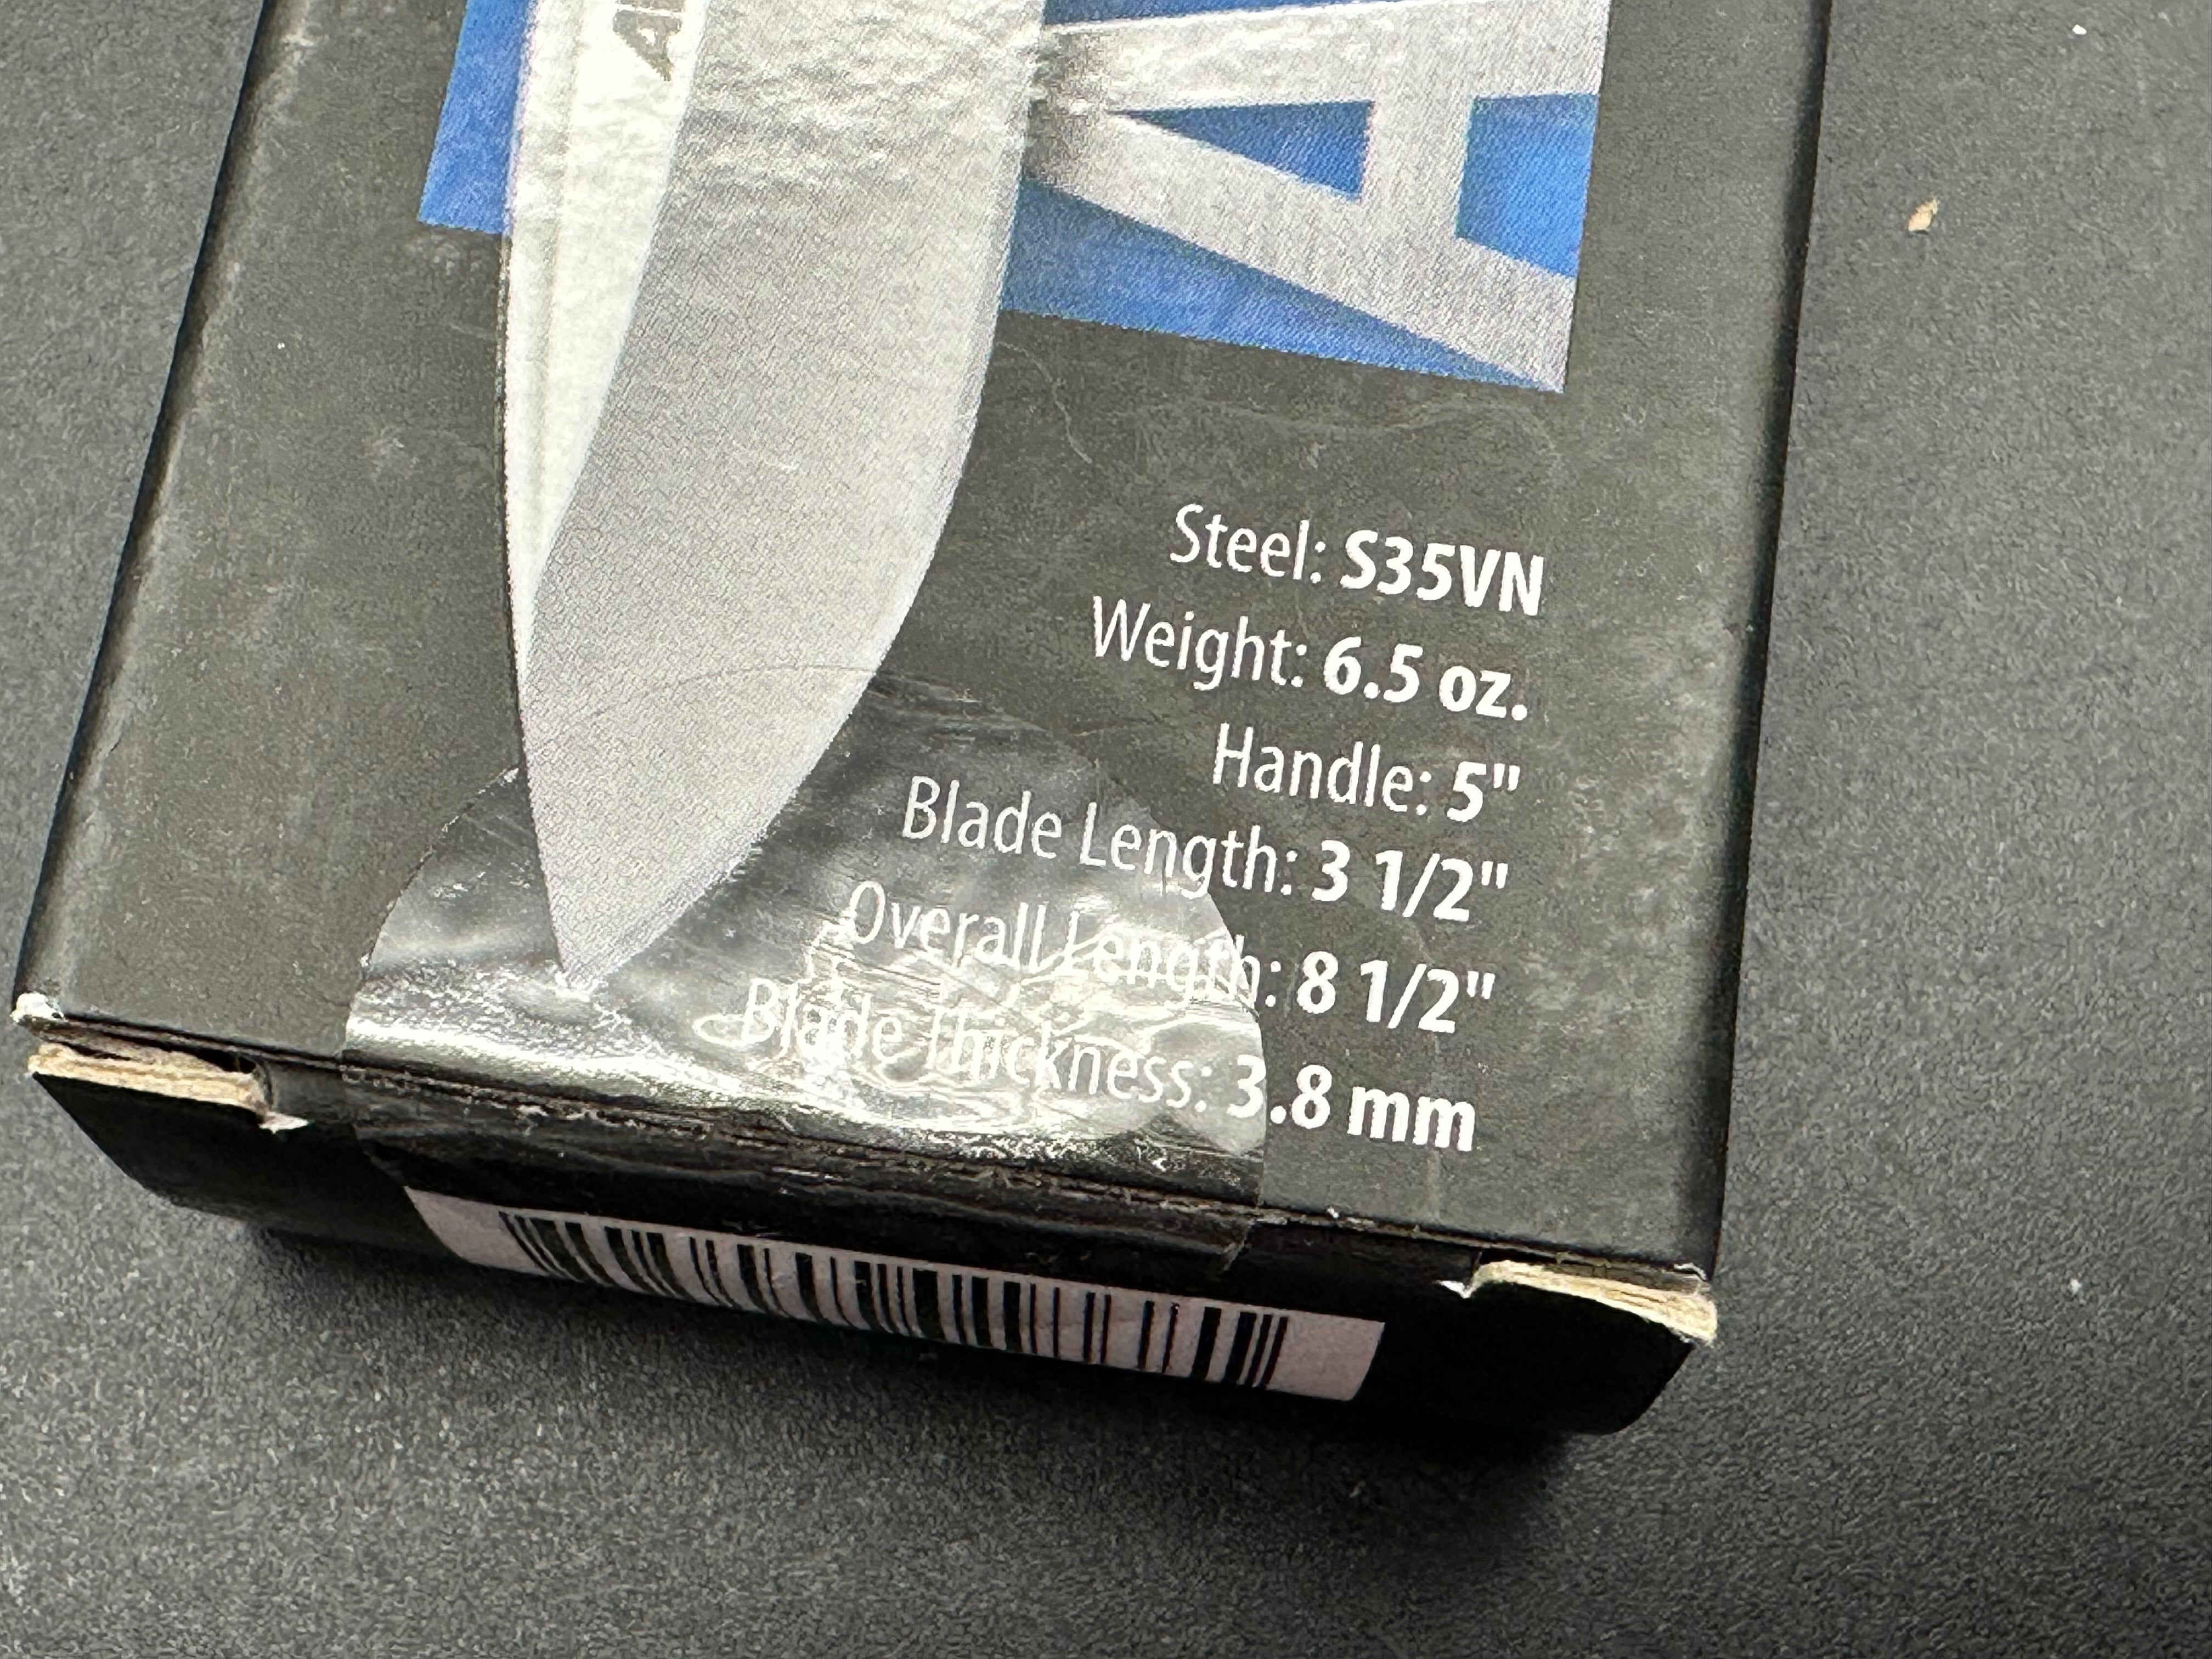 Steel: S35VN
Weight: 6.5 oz.
Handle: 5"
Blade Length: 3 1/2"
Overall Length: 8 1/2"
Blade Thickness: 3.8 mm